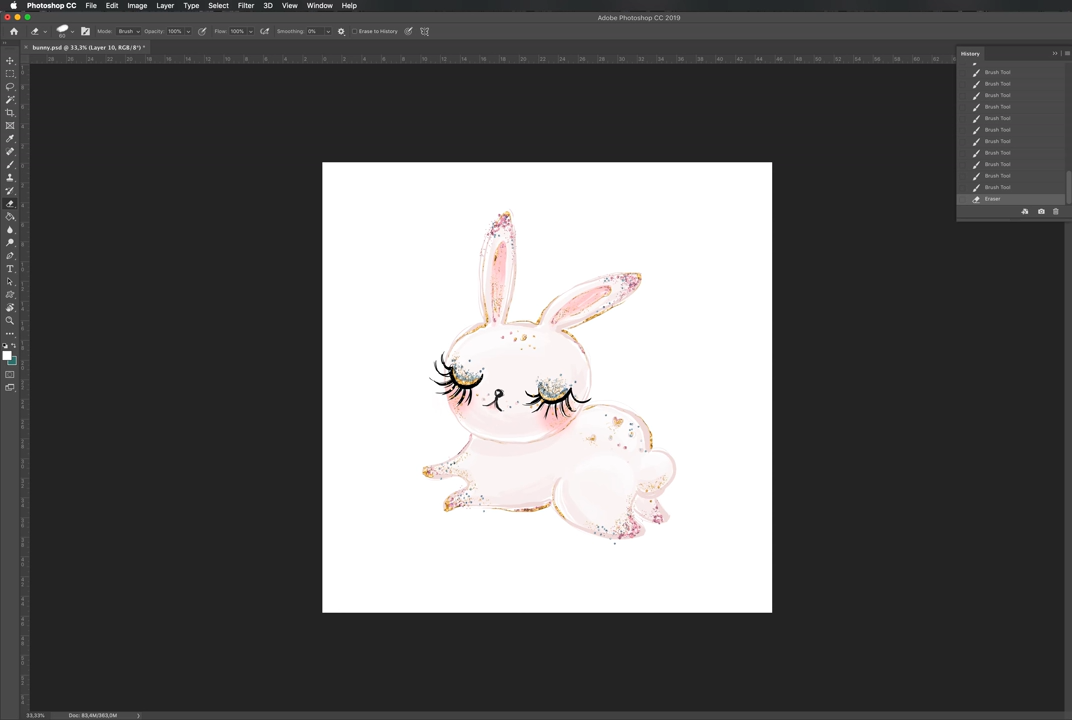 Photoshop CC File Edit Image Layer Type Select Filter 3D View Window Help
Adobe Photoshop CC 2019
60 Mode: Brush Opacity: 100% Flow: 100% Smoothing: 0% Erase to History
bunny.psd @ 33,3% (Layer 10, RGB/8*) *
History
Brush Tool
Brush Tool
Brush Tool
Brush Tool
Brush Tool
Brush Tool
Brush Tool
Brush Tool
Brush Tool
Brush Tool
Brush Tool
Eraser
33,33% Doc: 83,4M/363,0M